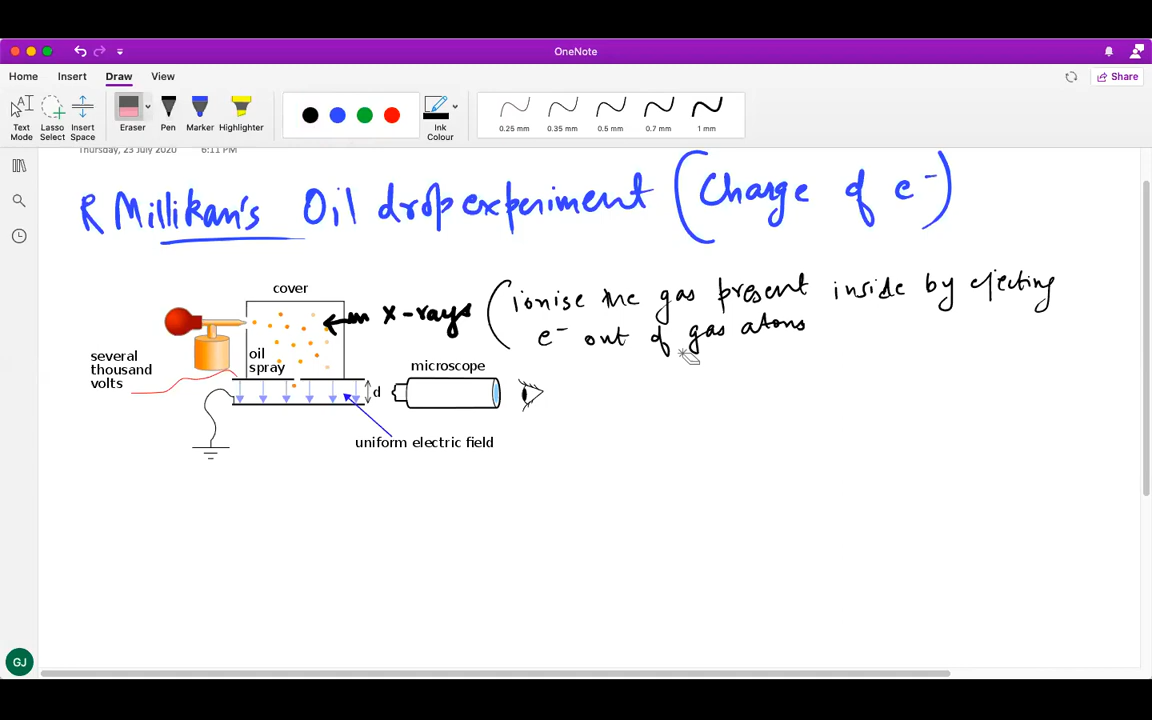 OneNote
Home Insert Draw View
Share
Text Mode
Lasso Select
Insert Space
Eraser
Pen
Marker
Highlighter
Ink Colour
0.25 mm 0.35 mm 0.5 mm 0.7 mm 1 mm
Thursday, 23 July 2020 6:11 PM
R Millikan's Oil drop experiment (Charge of e⁻)
cover
x-rays (ionise the gas present inside by ejecting
e⁻ out of gas atons
oil
spray
several
thousand
volts
microscope
d
uniform electric field
GJ